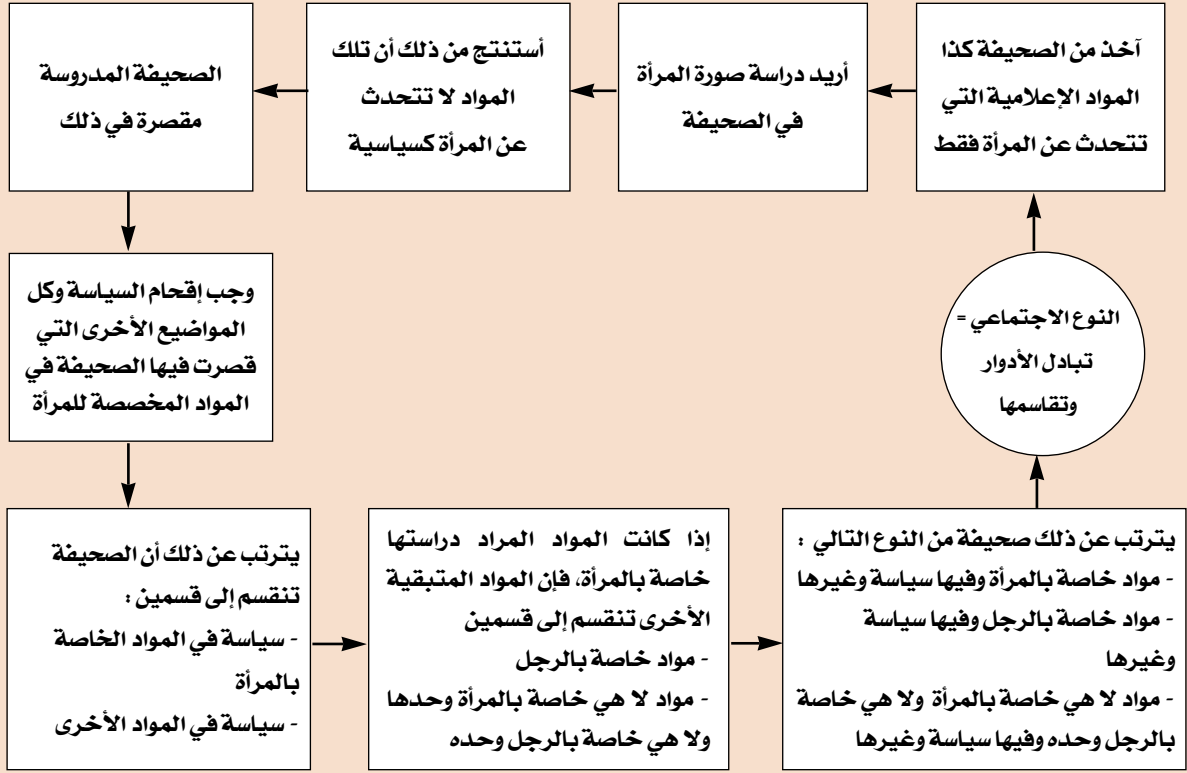 آخذ من الصحيفة كذا
المواد الإعلامية التي
تتحدث عن المرأة فقط
أريد دراسة صورة المرأة
في الصحيفة
أستنتج من ذلك أن تلك
المواد لا تتحدث
عن المرأة كسياسية
الصحيفة المدروسة
مقصرة في ذلك
وجب إقحام السياسة وكل
المواضيع الأخرى التي
قصرت فيها الصحيفة في
المواد المخصصة للمرأة
يترتب عن ذلك أن الصحيفة
تنقسم إلى قسمين :
- سياسة في المواد الخاصة
بالمرأة
- سياسة في المواد الأخرى
إذا كانت المواد المراد دراستها
خاصة بالمرأة، فإن المواد المتبقية
الأخرى تنقسم إلى قسمين
- مواد خاصة بالرجل
- مواد لا هي خاصة بالمرأة وحدها
ولا هي خاصة بالرجل وحده
يترتب عن ذلك صحيفة من النوع التالي :
- مواد خاصة بالمرأة وفيها سياسة وغيرها
- مواد خاصة بالرجل وفيها سياسة
وغيرها
- مواد لا هي خاصة بالمرأة ولا هي خاصة
بالرجل وحده وفيها سياسة وغيرها
النوع الاجتماعي =
تبادل الأدوار
وتقاسمها